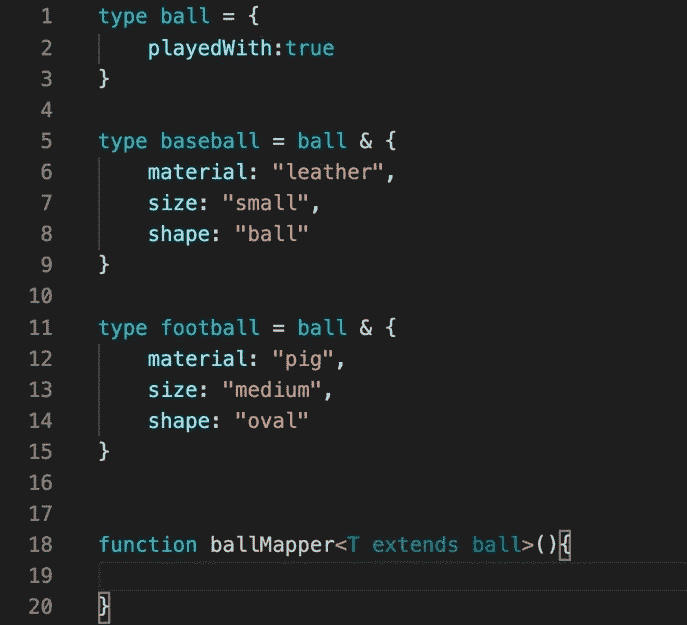 1 type ball = {
2 playedWith:true
3 }
4
5 type baseball = ball & {
6 material: "leather",
7 size: "small",
8 shape: "ball"
9 }
10
11 type football = ball & {
12 material: "pig",
13 size: "medium",
14 shape: "oval"
15 }
16
17
18 function ballMapper<T extends ball>(){
19
20 }